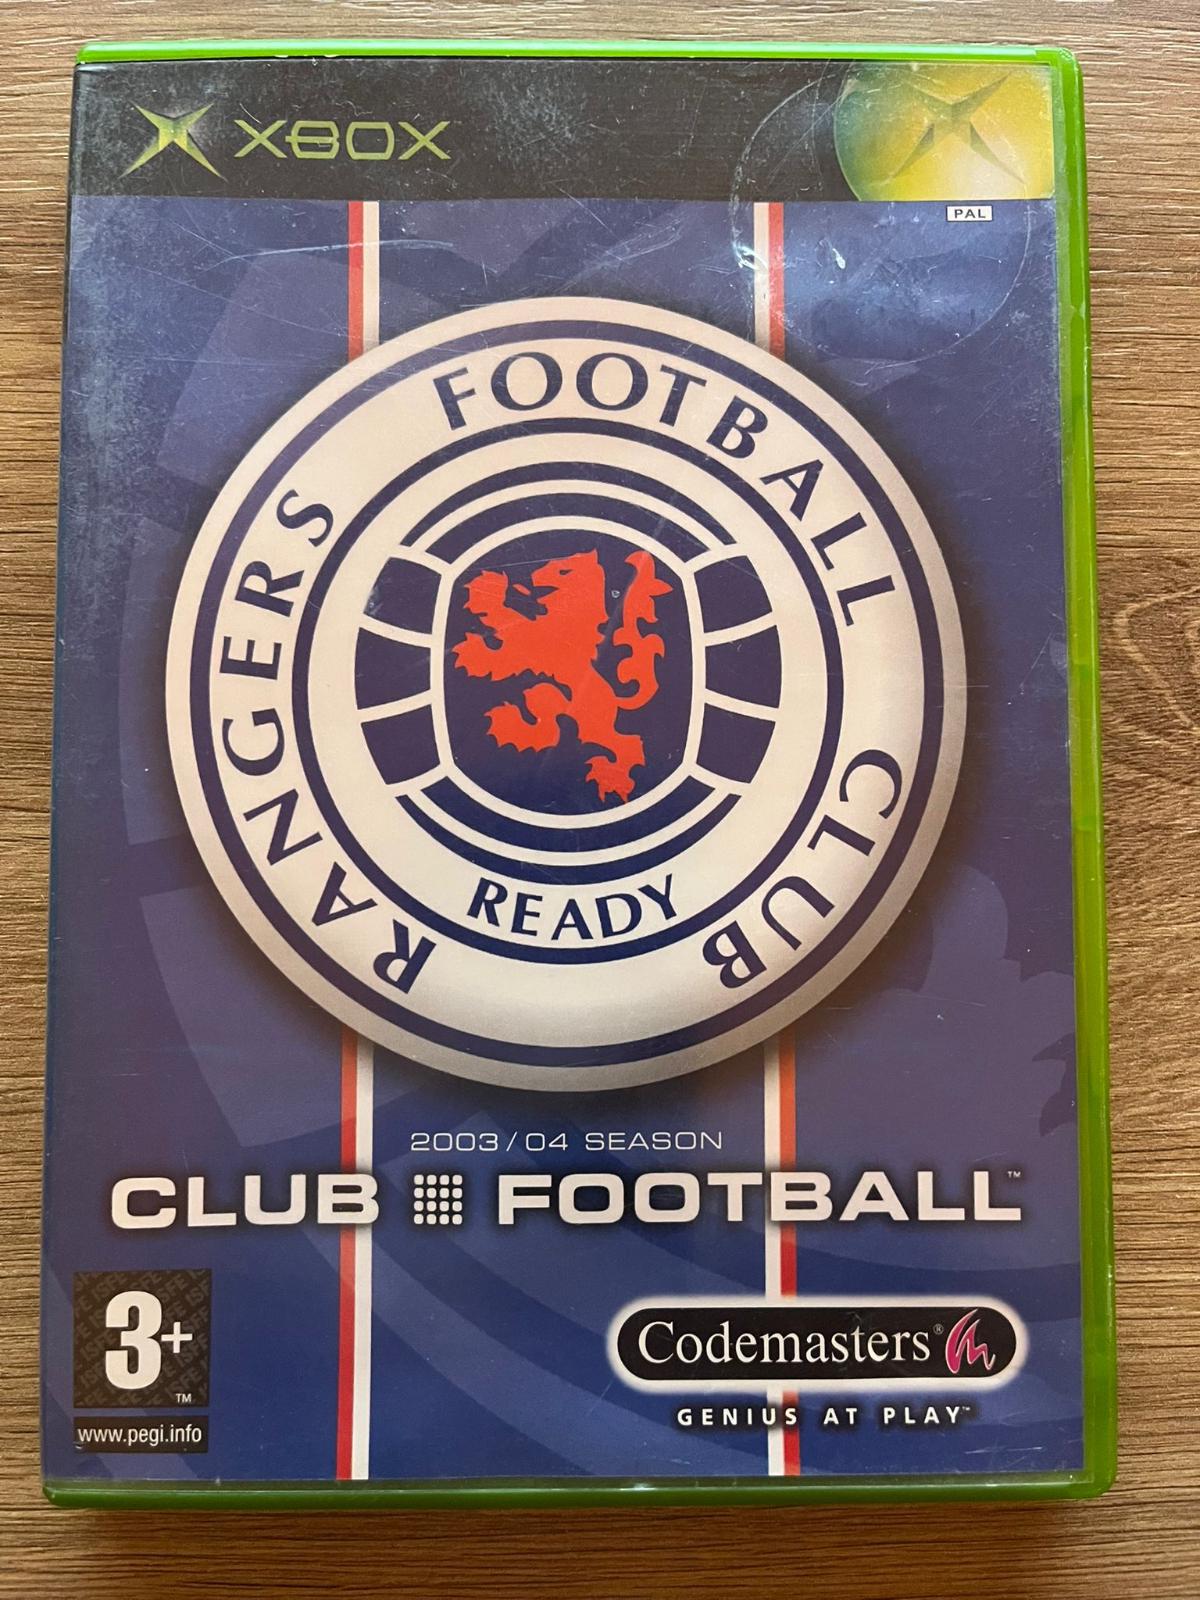 XBOX
PAL
RANGERS FOOTBALL CLUB
READY
2003/04 SEASON
CLUB FOOTBALL™
3+™
www.pegi.info
Codemasters®
GENIUS AT PLAY™